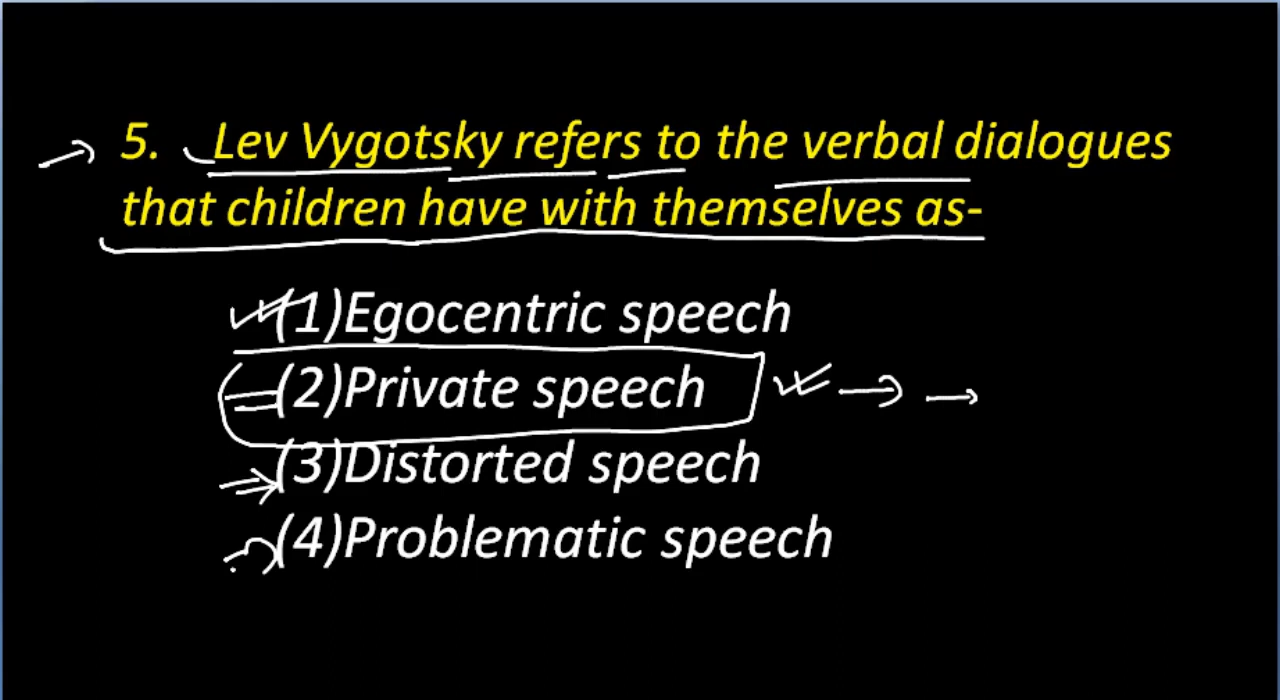 5. Lev Vygotsky refers to the verbal dialogues
that children have with themselves as-
(1)Egocentric speech
(2)Private speech
(3)Distorted speech
(4)Problematic speech